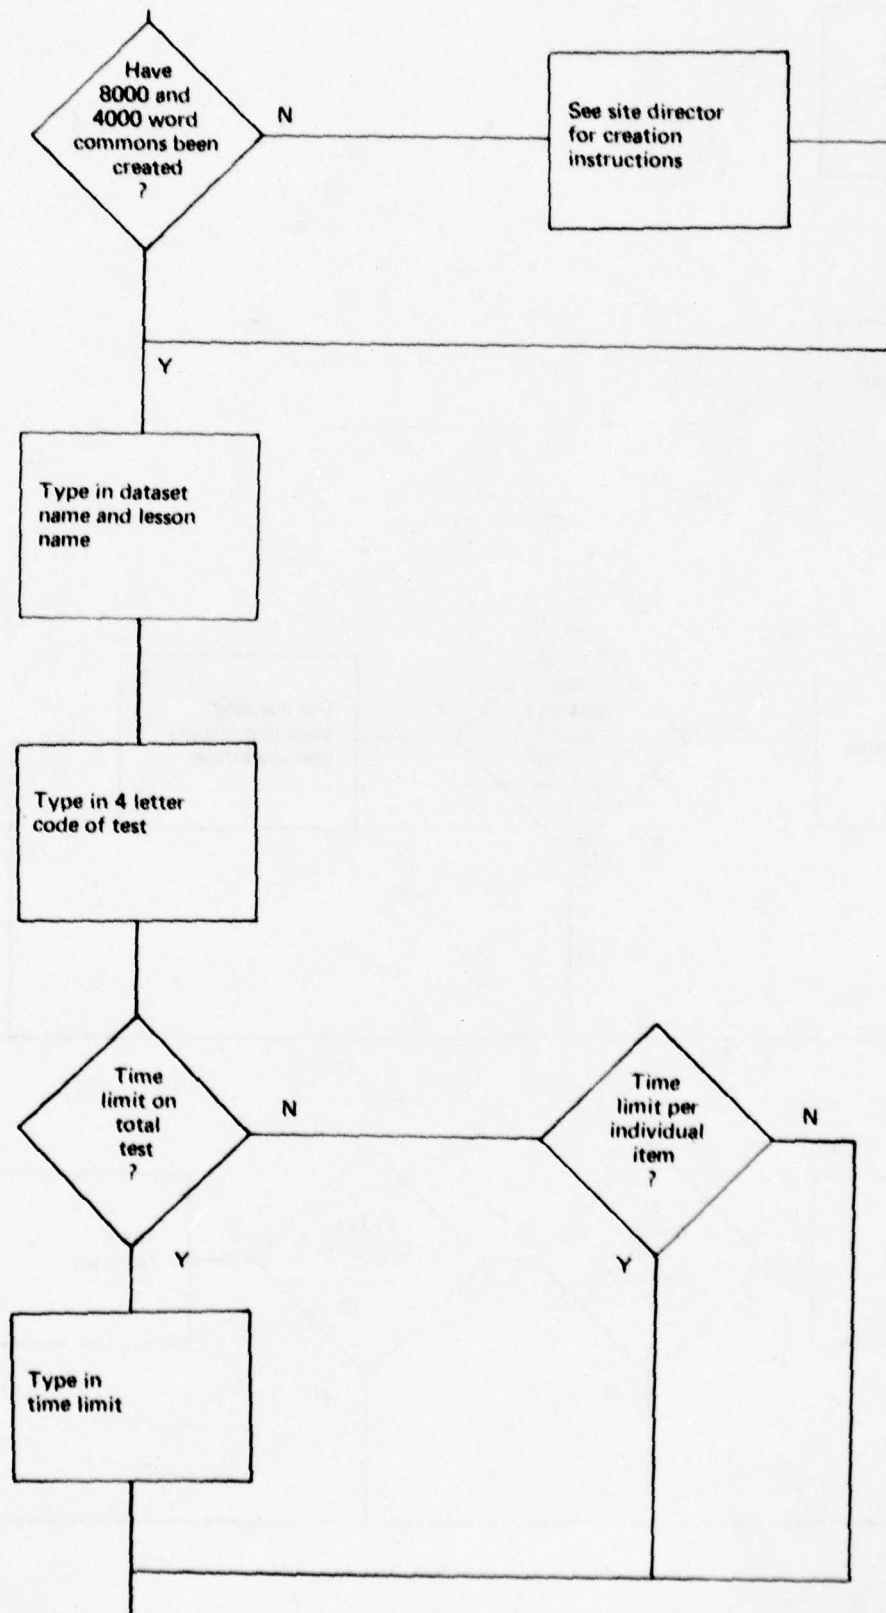 Have
8000 and
4000 word
commons been
created
?
N
See site director
for creation
instructions
Y
Type in dataset
name and lesson
name
Type in 4 letter
code of test
Time
limit on
total
test
?
N
Time
limit per
individual
item
?
N
Y
Y
Type in
time limit